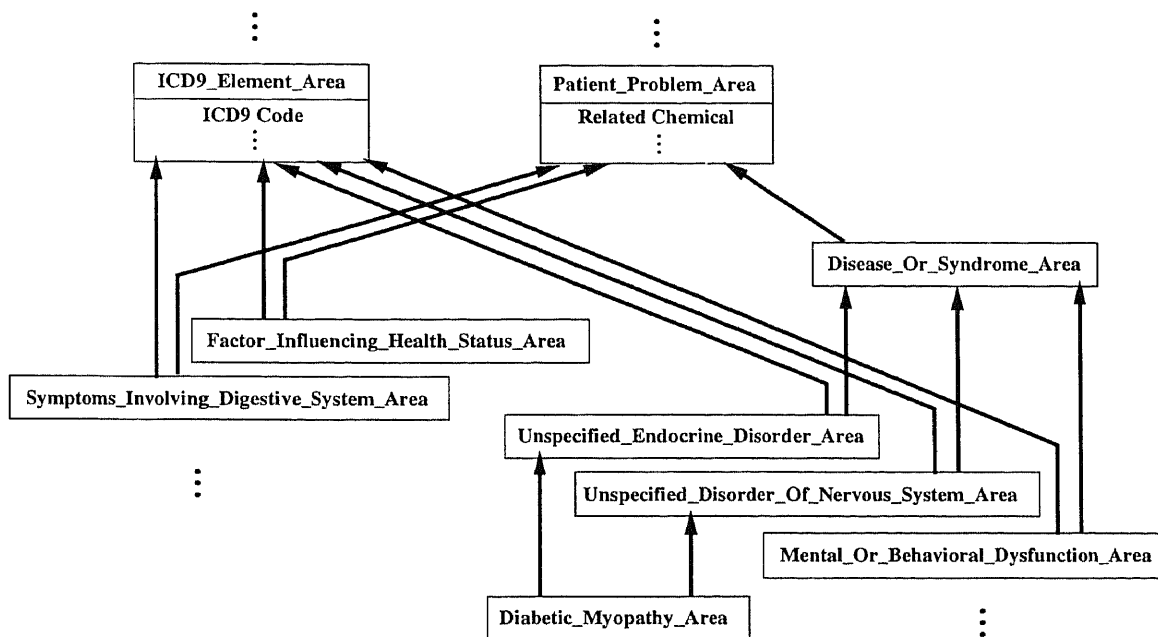 ICD9_Element_Area
ICD9 Code
Patient_Problem_Area
Related Chemical
Disease_Or_Syndrome_Area
Factor_Influencing_Health_Status_Area
Symptoms_Involving_Digestive_System_Area
Unspecified_Endocrine_Disorder_Area
Unspecified_Disorder_Of_Nervous_System_Area
Mental_Or_Behavioral_Dysfunction_Area
Diabetic_Myopathy_Area